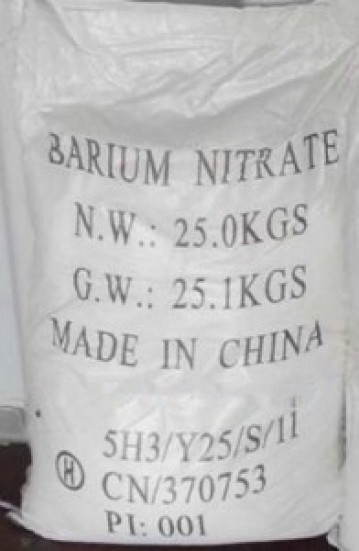 BARIUM NITRATE
N.W.: 25.0KGS
G.W.: 25.1KGS
MADE IN CHINA
5H3/Y25/S/11
H CN/370753
PI: 001